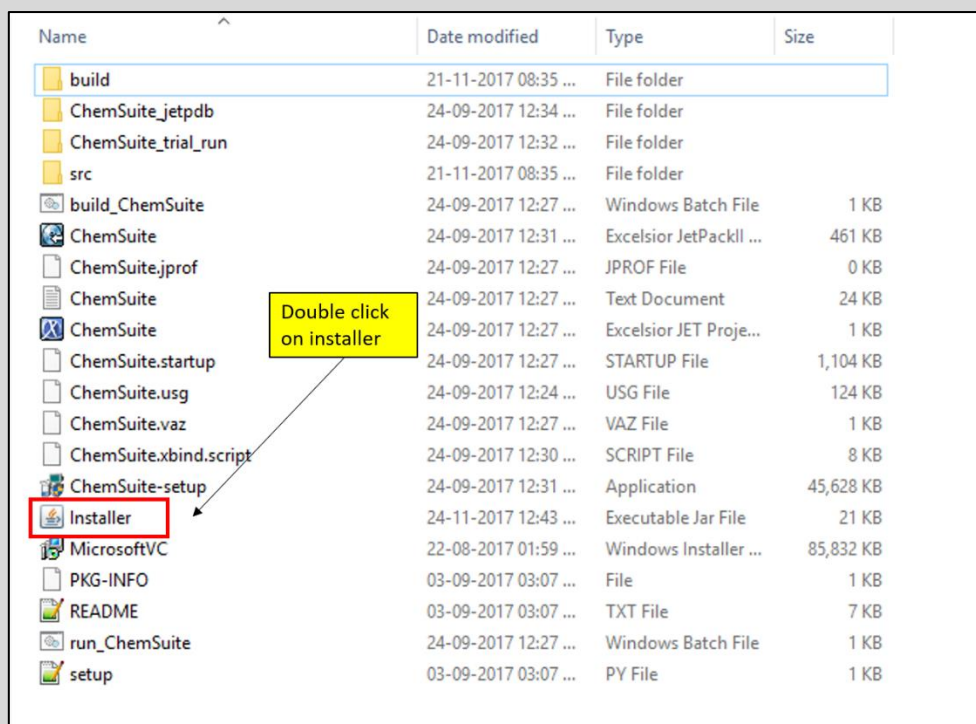 Name Date modified Type Size
build 21-11-2017 08:35 ... File folder
ChemSuite_jetpdb 24-09-2017 12:34 ... File folder
ChemSuite_trial_run 24-09-2017 12:32 ... File folder
src 21-11-2017 08:35 ... File folder
build_ChemSuite 24-09-2017 12:27 ... Windows Batch File 1 KB
ChemSuite 24-09-2017 12:31 ... Excelsior JetPackII ... 461 KB
ChemSuite.jprof 24-09-2017 12:27 ... JPROF File 0 KB
ChemSuite 24-09-2017 12:27 ... Text Document 24 KB
ChemSuite 24-09-2017 12:27 ... Excelsior JET Proje... 1 KB
Double click
on installer
ChemSuite.startup 24-09-2017 12:27 ... STARTUP File 1,104 KB
ChemSuite.usg 24-09-2017 12:24 ... USG File 124 KB
ChemSuite.vaz 24-09-2017 12:27 ... VAZ File 1 KB
ChemSuite.xbind.script 24-09-2017 12:30 ... SCRIPT File 8 KB
ChemSuite-setup 24-09-2017 12:31 ... Application 45,628 KB
Installer 24-11-2017 12:43 ... Executable Jar File 21 KB
MicrosoftVC 22-08-2017 01:59 ... Windows Installer ... 85,832 KB
PKG-INFO 03-09-2017 03:07 ... File 1 KB
README 03-09-2017 03:07 ... TXT File 7 KB
run_ChemSuite 24-09-2017 12:27 ... Windows Batch File 1 KB
setup 03-09-2017 03:07 ... PY File 1 KB